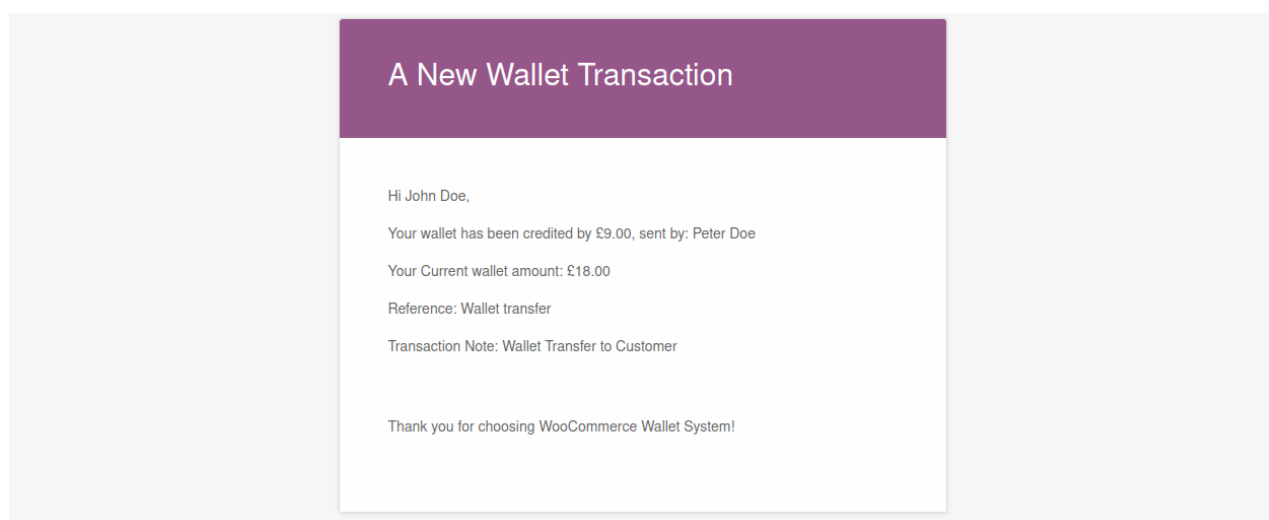 A New Wallet Transaction
Hi John Doe,
Your wallet has been credited by £9.00, sent by: Peter Doe
Your Current wallet amount: £18.00
Reference: Wallet transfer
Transaction Note: Wallet Transfer to Customer
Thank you for choosing WooCommerce Wallet System!